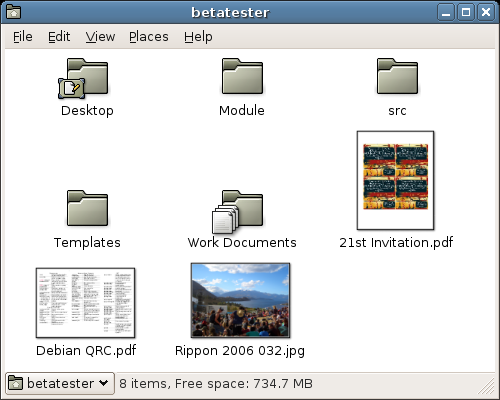 betatester
File Edit View Places Help
Desktop Module src
Templates Work Documents 21st Invitation.pdf
Debian QRC.pdf Rippon 2006 032.jpg
betatester 8 items, Free space: 734.7 MB